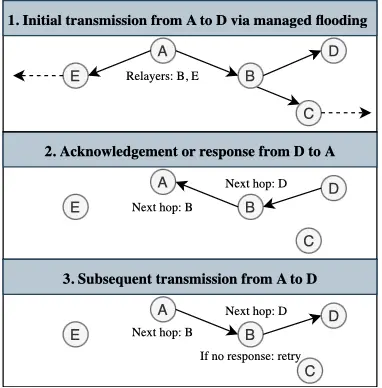 1. Initial transmission from A to D via managed flooding
A
D
E
Relayers: B, E
B
C
2. Acknowledgement or response from D to A
A
Next hop: D
D
E
Next hop: B
B
C
3. Subsequent transmission from A to D
A
Next hop: D
D
E
Next hop: B
B
If no response: retry
C